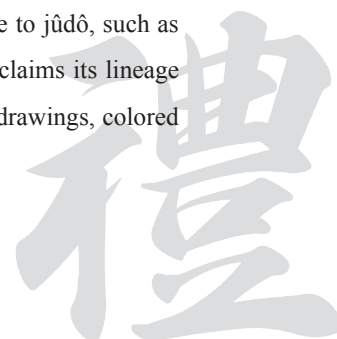 e to jûdô, such as
claims its lineage
drawings, colored
禮